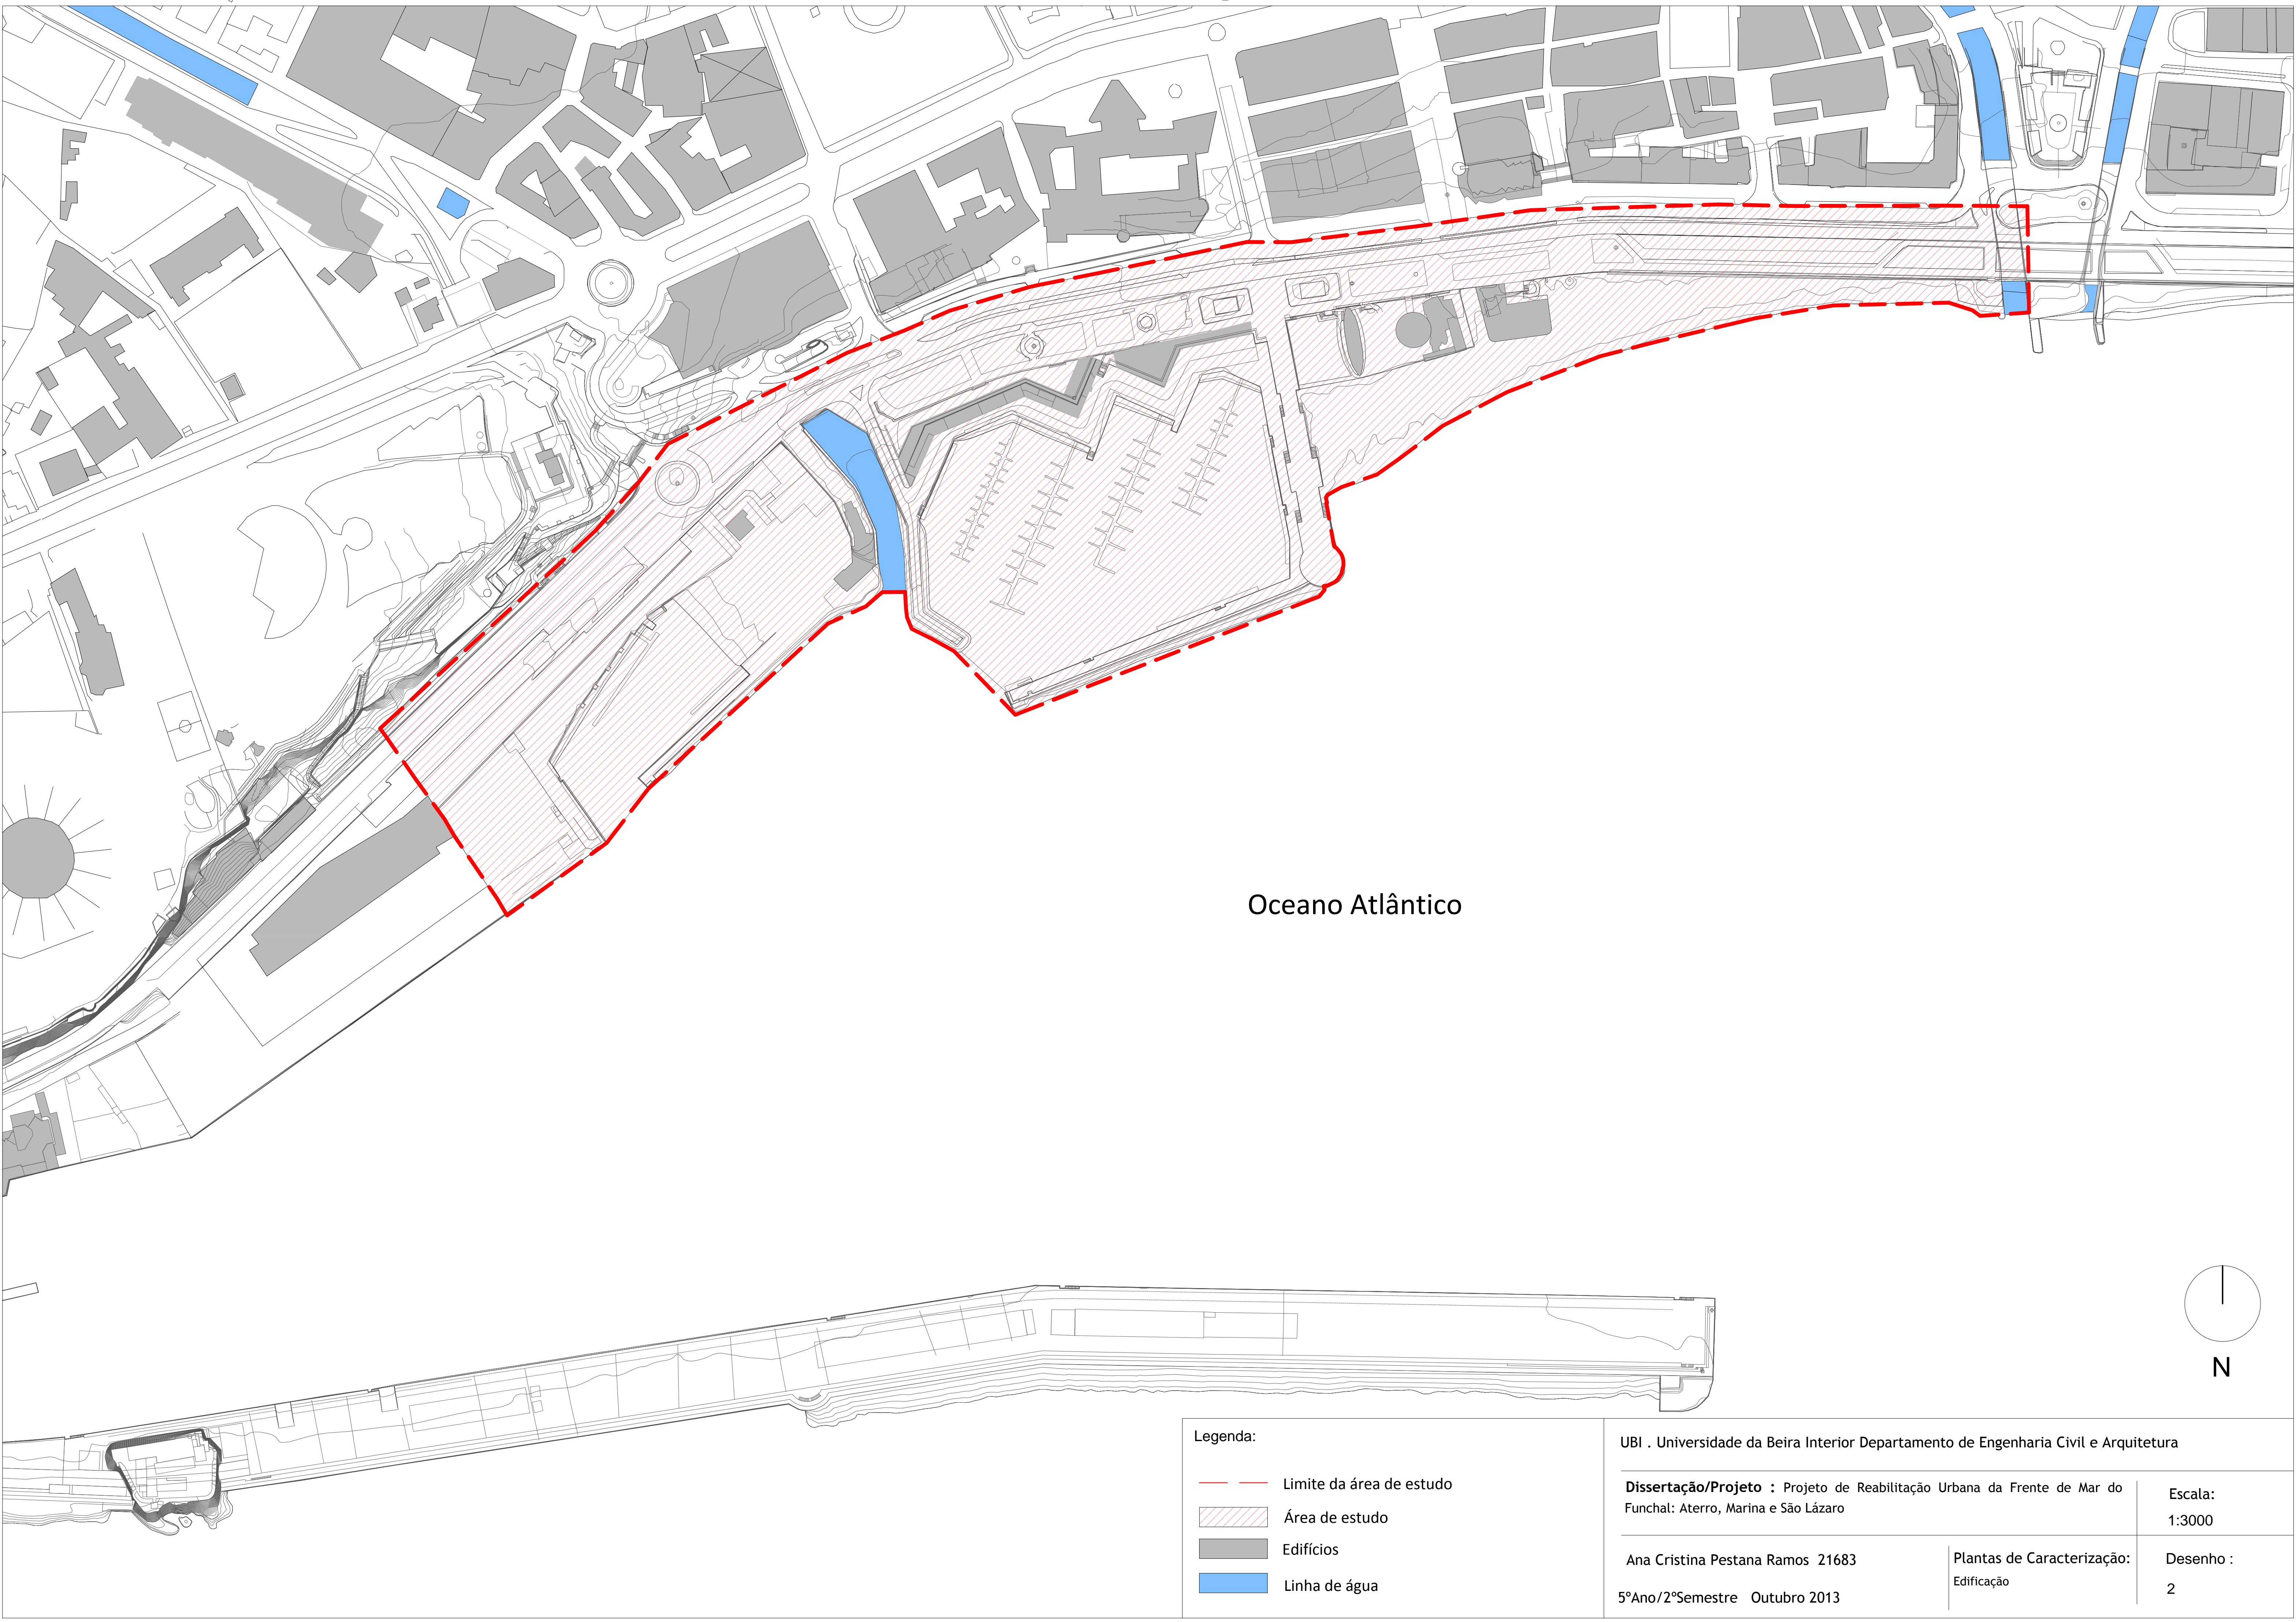 Oceano Atlântico
N
Legenda:
Limite da área de estudo
Área de estudo
Edifícios
Linha de água
UBI . Universidade da Beira Interior Departamento de Engenharia Civil e Arquitetura
Dissertação/Projeto : Projeto de Reabilitação Urbana da Frente de Mar do
Funchal: Aterro, Marina e São Lázaro
Escala:
1:3000
Ana Cristina Pestana Ramos 21683
5ºAno/2ºSemestre Outubro 2013
Plantas de Caracterização:
Edificação
Desenho :
2